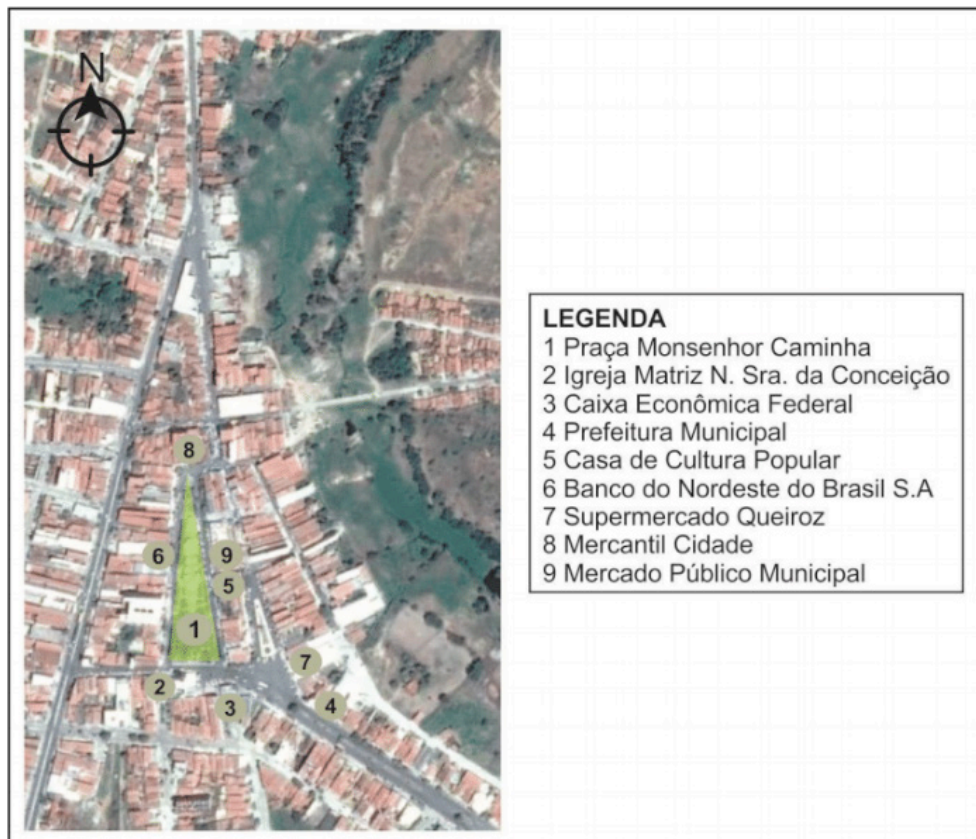 N
8
6
9
5
1
7
2
3
4
LEGENDA
1 Praça Monsenhor Caminha
2 Igreja Matriz N. Sra. da Conceição
3 Caixa Econômica Federal
4 Prefeitura Municipal
5 Casa de Cultura Popular
6 Banco do Nordeste do Brasil S.A
7 Supermercado Queiroz
8 Mercantil Cidade
9 Mercado Público Municipal